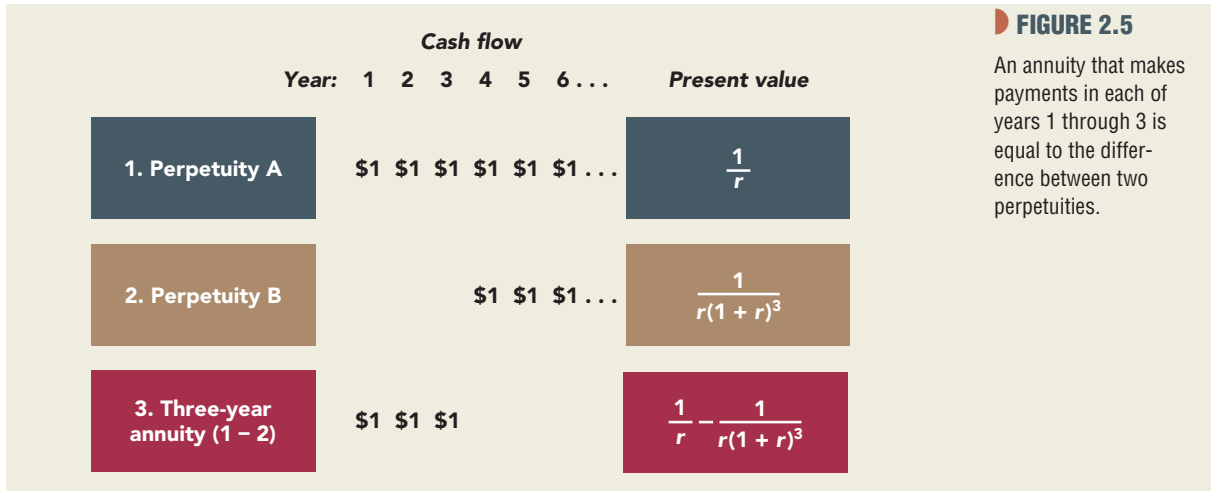 Cash flow
Year: 1 2 3 4 5 6 . . . Present value
1. Perpetuity A $1 $1 $1 $1 $1 $1 . . . 1/r
2. Perpetuity B $1 $1 $1 . . . 1/r(1 + r)³
3. Three-year
annuity (1 − 2) $1 $1 $1 1/r − 1/r(1 + r)³
FIGURE 2.5
An annuity that makes
payments in each of
years 1 through 3 is
equal to the differ-
ence between two
perpetuities.